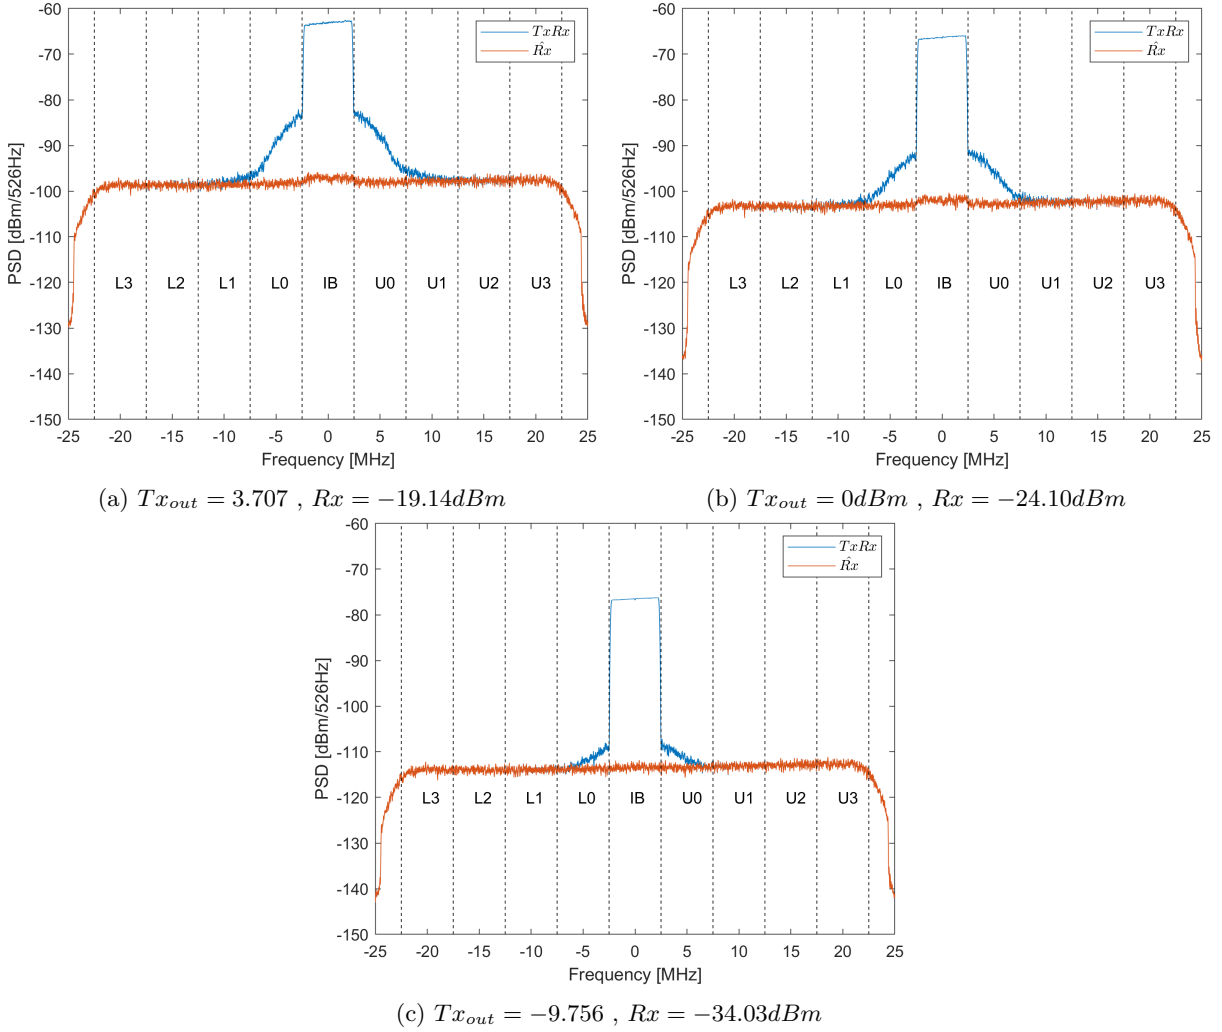 -60
-70
-80
-90
-100
-110
-120
-130
-140
-150
PSD [dBm/526Hz]
TxRx
R̂x
L3 L2 L1 L0 IB U0 U1 U2 U3
-25 -20 -15 -10 -5 0 5 10 15 20 25
Frequency [MHz]
(a) Tx_out = 3.707 , Rx = −19.14dBm
-60
-70
-80
-90
-100
-110
-120
-130
-140
-150
PSD [dBm/526Hz]
TxRx
R̂x
L3 L2 L1 L0 IB U0 U1 U2 U3
-25 -20 -15 -10 -5 0 5 10 15 20 25
Frequency [MHz]
(b) Tx_out = 0dBm , Rx = −24.10dBm
-60
-70
-80
-90
-100
-110
-120
-130
-140
-150
PSD [dBm/526Hz]
TxRx
R̂x
L3 L2 L1 L0 IB U0 U1 U2 U3
-25 -20 -15 -10 -5 0 5 10 15 20 25
Frequency [MHz]
(c) Tx_out = −9.756 , Rx = −34.03dBm